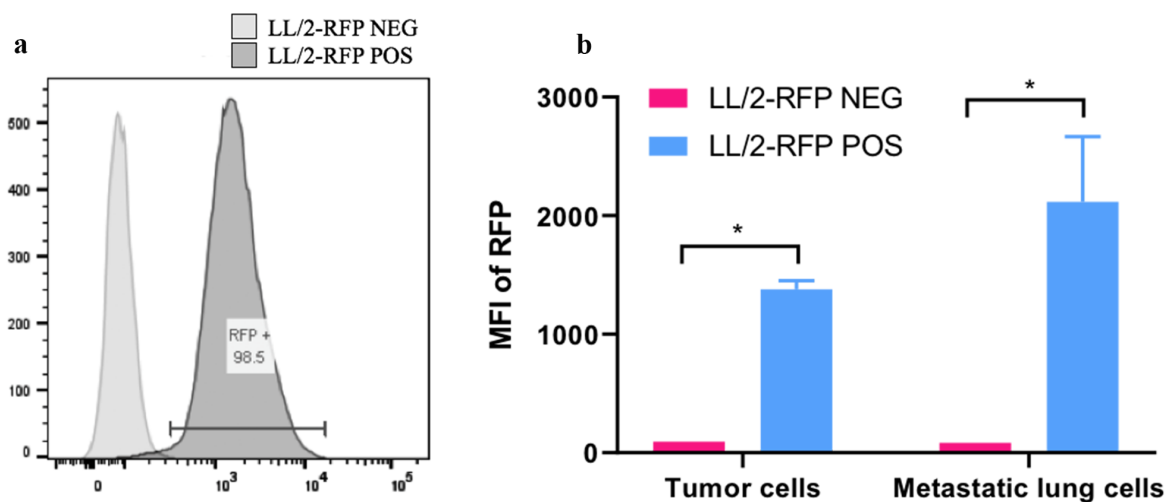 a
LL/2-RFP NEG
LL/2-RFP POS
500
400
300
200
100
0
RFP +
98.5
0
10³
10⁴
10⁵
b
LL/2-RFP NEG
LL/2-RFP POS
MFI of RFP
3000
2000
1000
0
*
*
Tumor cells
Metastatic lung cells